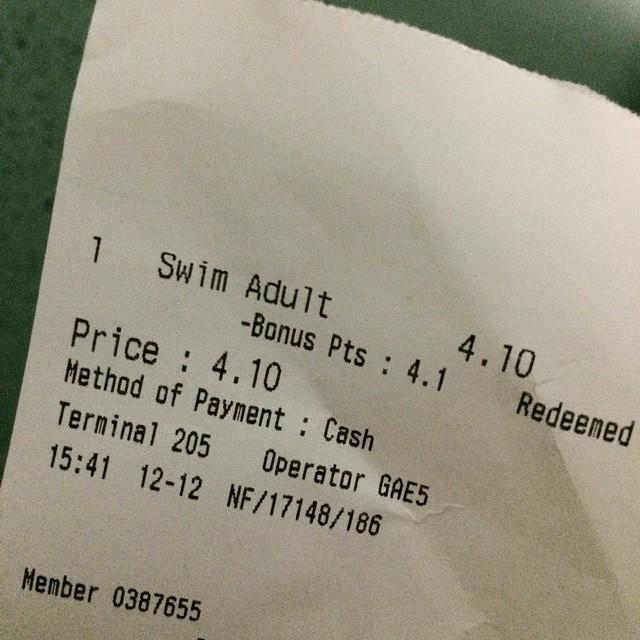 1 Swim Adult 4.10
-Bonus Pts : 4.1 Redeemed
Price : 4.10
Method of Payment : Cash
Terminal 205 Operator GAE5
15:41 12-12 NF/17148/186
Member 0387655